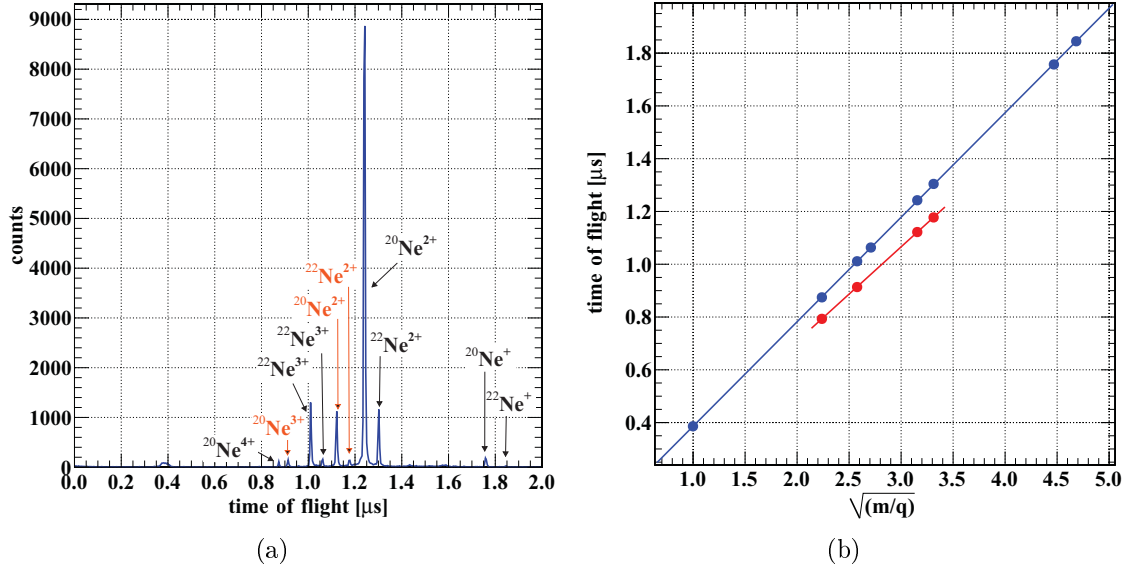 9000
8000
7000
6000
5000
4000
3000
2000
1000
0
counts
²⁰Ne²⁺
²²Ne²⁺
²⁰Ne²⁺
²²Ne³⁺
²²Ne²⁺
²²Ne³⁺
²⁰Ne⁺
²²Ne⁺
²⁰Ne³⁺
²⁰Ne⁴⁺
0.0 0.2 0.4 0.6 0.8 1.0 1.2 1.4 1.6 1.8 2.0
time of flight [μs]
(a)
1.8
1.6
1.4
1.2
1.0
0.8
0.6
0.4
time of flight [μs]
1.0 1.5 2.0 2.5 3.0 3.5 4.0 4.5 5.0
√(m/q)
(b)